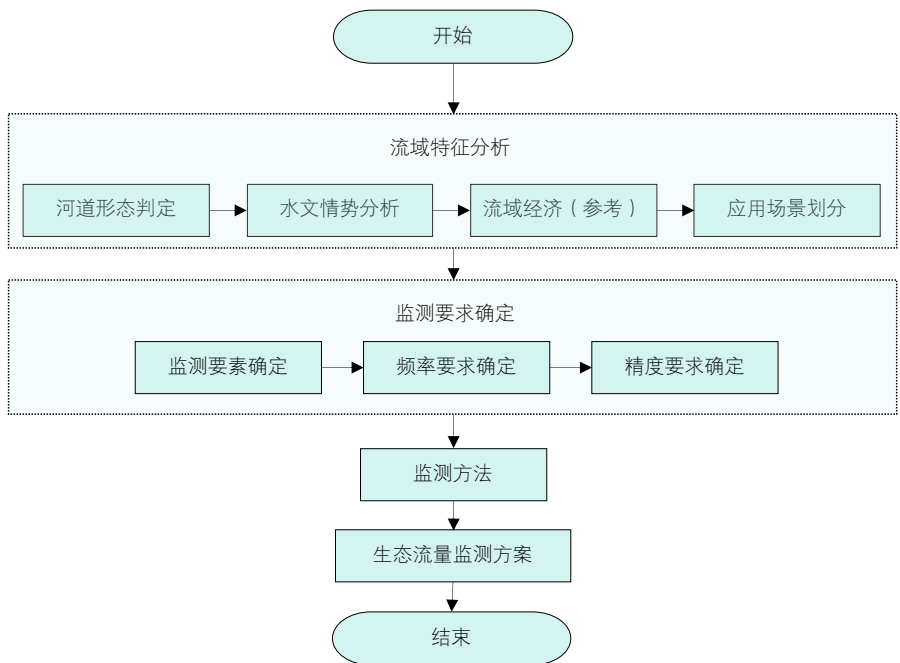 开始
流域特征分析
河道形态判定
水文情势分析
流域经济（参考）
应用场景划分
监测要求确定
监测要素确定
频率要求确定
精度要求确定
监测方法
生态流量监测方案
结束